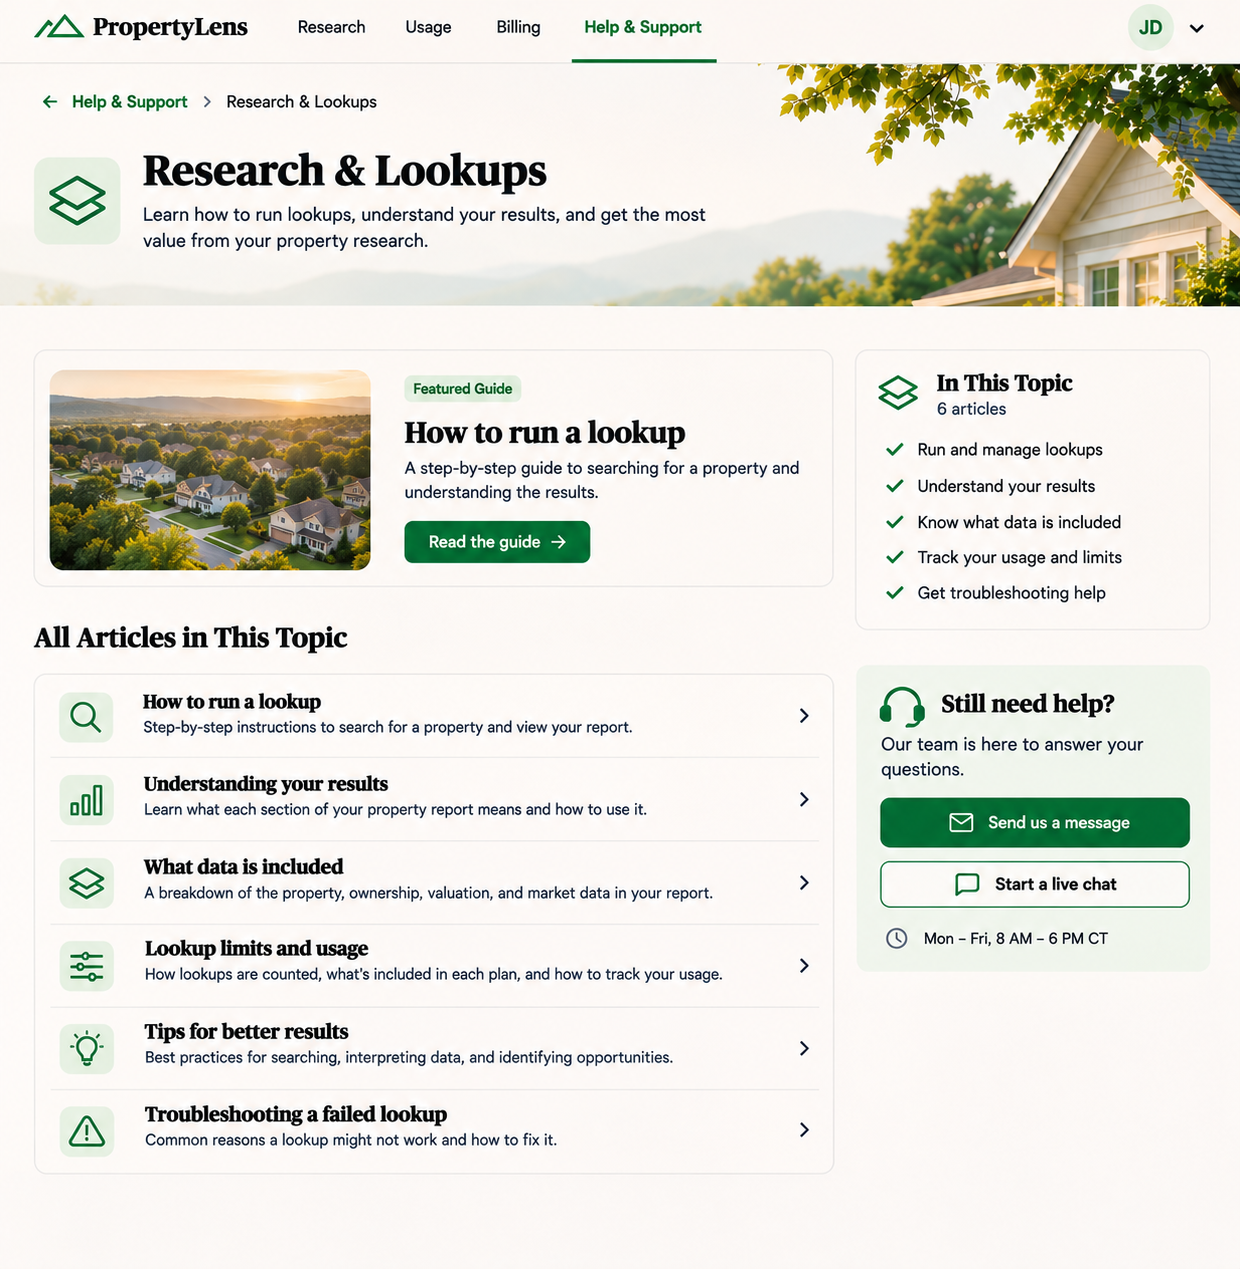 PropertyLens
Research
Usage
Billing
Help & Support
JD
Help & Support
Research & Lookups
Research & Lookups
Learn how to run lookups, understand your results, and get the most
value from your property research.
Featured Guide
How to run a lookup
A step-by-step guide to searching for a property and
understanding the results.
Read the guide
All Articles in This Topic
How to run a lookup
Step-by-step instructions to search for a property and view your report.
Understanding your results
Learn what each section of your property report means and how to use it.
What data is included
A breakdown of the property, ownership, valuation, and market data in your report.
Lookup limits and usage
How lookups are counted, what's included in each plan, and how to track your usage.
Tips for better results
Best practices for searching, interpreting data, and identifying opportunities.
Troubleshooting a failed lookup
Common reasons a lookup might not work and how to fix it.
In This Topic
6 articles
Run and manage lookups
Understand your results
Know what data is included
Track your usage and limits
Get troubleshooting help
Still need help?
Our team is here to answer your
questions.
Send us a message
Start a live chat
Mon – Fri, 8 AM – 6 PM CT